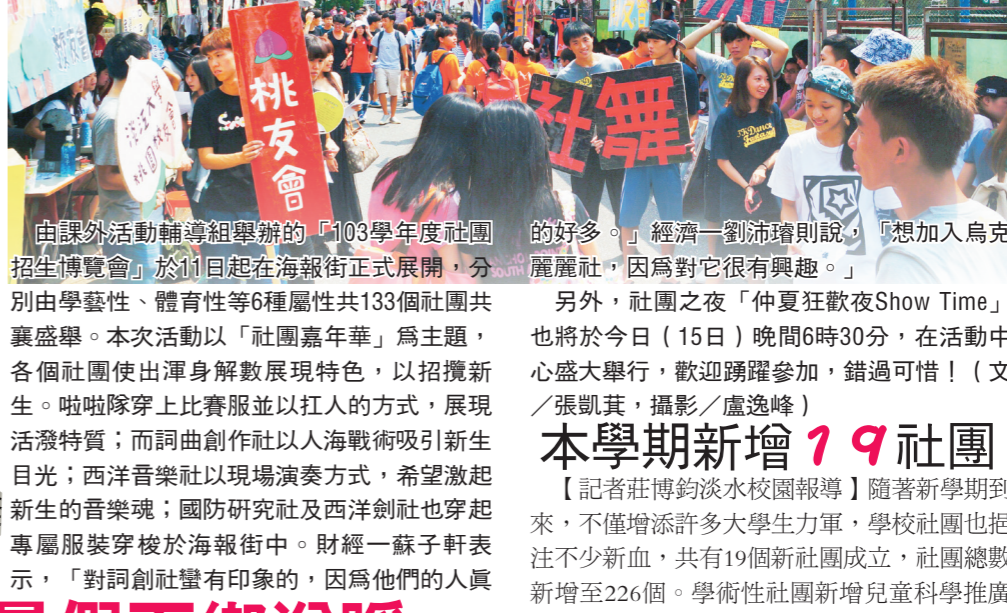 桃友會
淡江大學
社舞
由課外活動輔導組舉辦的「103學年度社團
招生博覽會」於11日起在海報街正式展開，分
別由學藝性、體育性等6種屬性共133個社團共
襄盛舉。本次活動以「社團嘉年華」為主題，
各個社團使出渾身解數展現特色，以招攬新
生。啦啦隊穿上比賽服並以扛人的方式，展現
活潑特質；而詞曲創作社以人海戰術吸引新生
目光；西洋音樂社以現場演奏方式，希望激起
新生的音樂魂；國防研究社及西洋劍社也穿起
專屬服裝穿梭於海報街中。財經一蘇子軒表
示，「對詞創社蠻有印象的，因為他們的人真
的好多。」經濟一劉沛璿則說，「想加入烏克
麗麗社，因為對它很有興趣。」
另外，社團之夜「仲夏狂歡夜Show Time」
也將於今日（15日）晚間6時30分，在活動中
心盛大舉行，歡迎踴躍參加，錯過可惜！（文
／張凱萁，攝影／盧逸峰）
本學期新增19社團
【記者莊博鈞淡水校園報導】隨著新學期到
來，不僅增添許多大學生力軍，學校社團也挹
注不少新血，共有19個新社團成立，社團總數
新增至226個。學術性社團新增兒童科學推廣